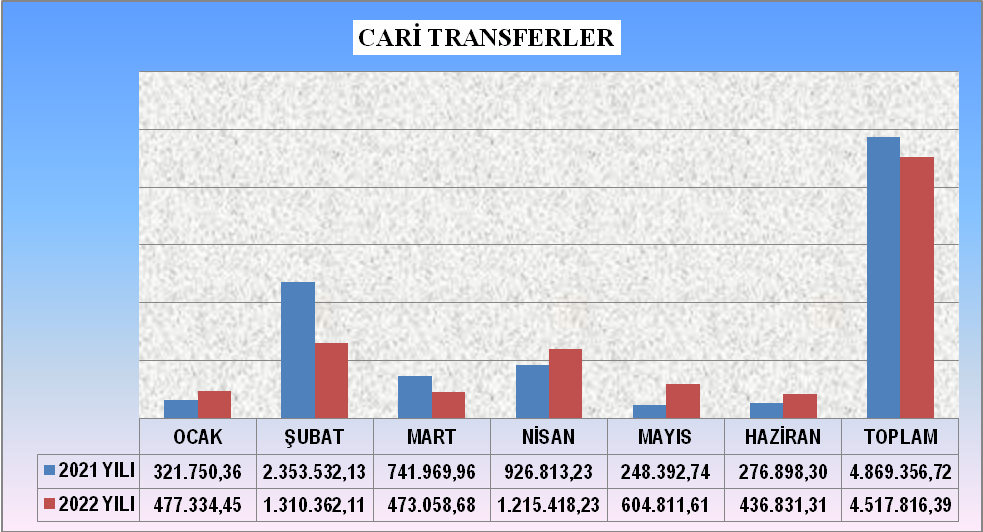 CARİ TRANSFERLER
OCAK ŞUBAT MART NİSAN MAYIS HAZİRAN TOPLAM
2021 YILI 321.750,36 2.353.532,13 741.969,96 926.813,23 248.392,74 276.898,30 4.869.356,72
2022 YILI 477.334,45 1.310.362,11 473.058,68 1.215.418,23 604.811,61 436.831,31 4.517.816,39